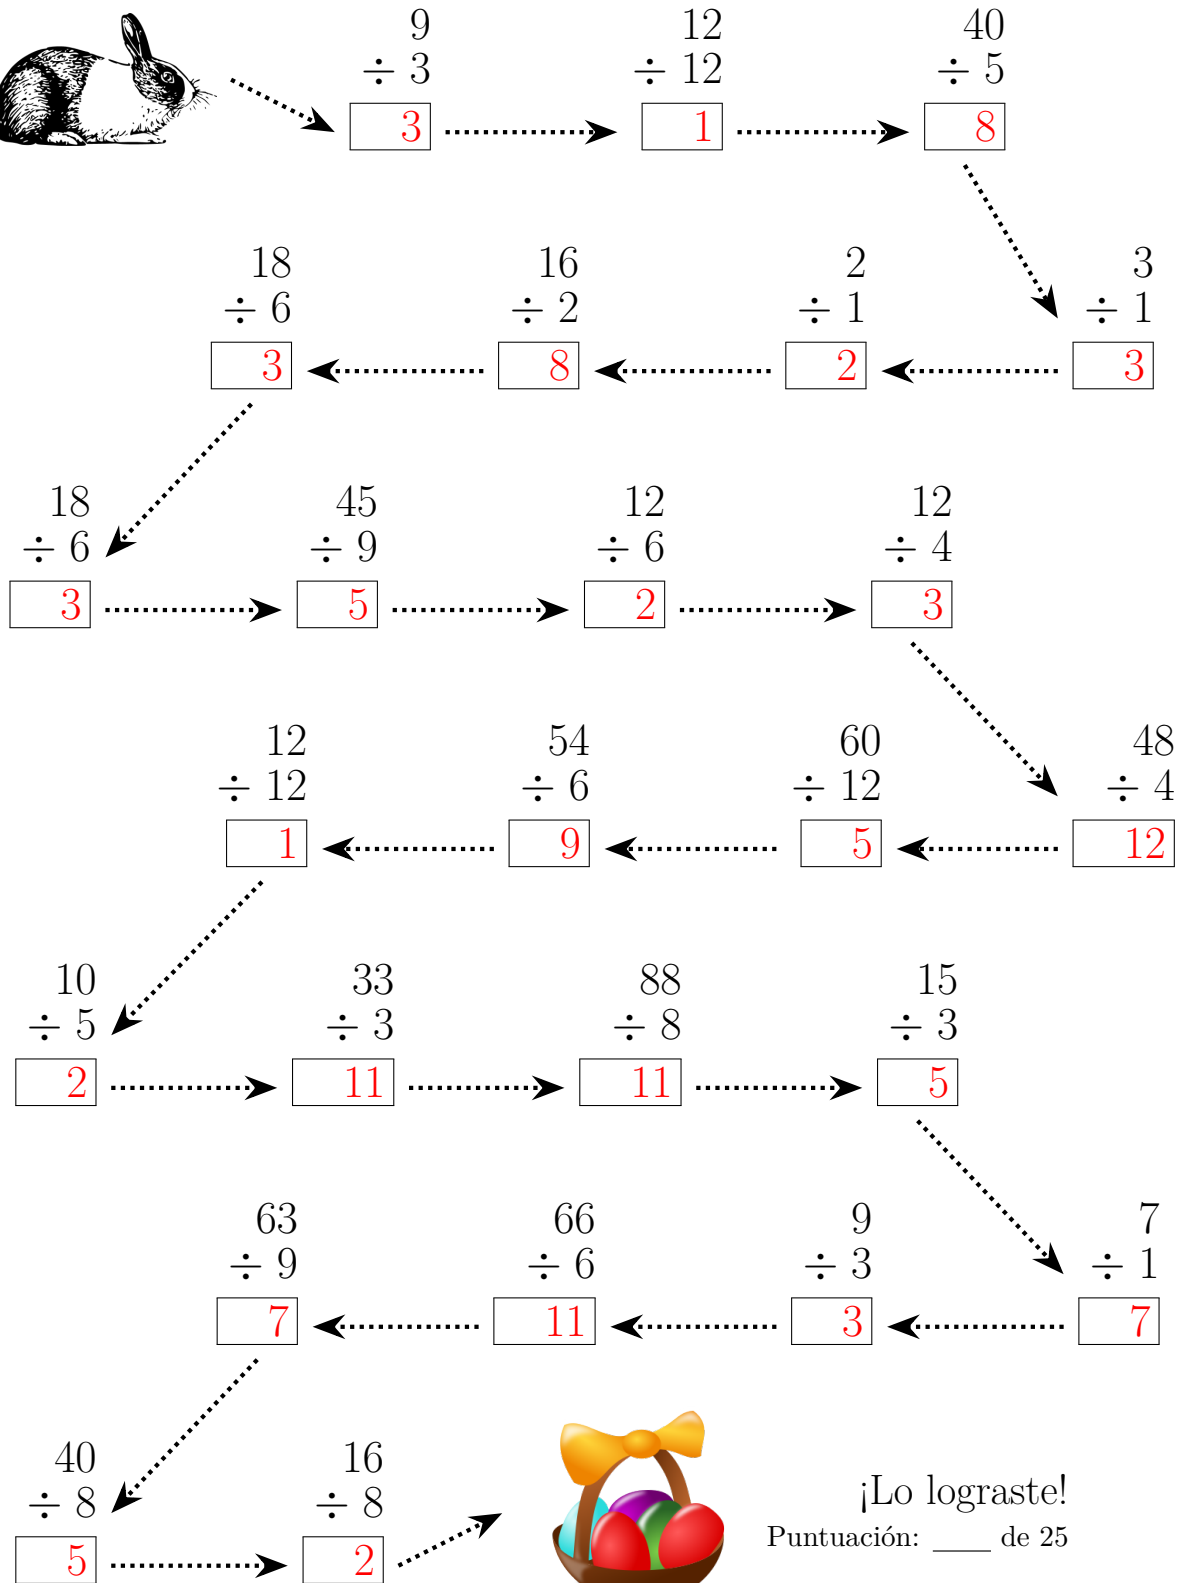 9 12 40
÷ 3 ÷ 12 ÷ 5
3 1 8
18 16 2 3
÷ 6 ÷ 2 ÷ 1 ÷ 1
3 8 2 3
18 45 12 12
÷ 6 ÷ 9 ÷ 6 ÷ 4
3 5 2 3
12 54 60 48
÷ 12 ÷ 6 ÷ 12 ÷ 4
1 9 5 12
10 33 88 15
÷ 5 ÷ 3 ÷ 8 ÷ 3
2 11 11 5
63 66 9 7
÷ 9 ÷ 6 ÷ 3 ÷ 1
7 11 3 7
40 16
÷ 8 ÷ 8
5 2
¡Lo lograste!
Puntuación: ____ de 25